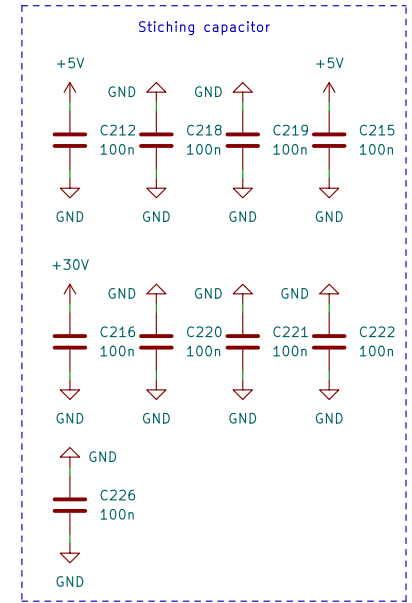 Stiching capacitor
+5V
GND
GND
+5V
C212
100n
C218
100n
C219
100n
C215
100n
GND
GND
GND
GND
+30V
GND
GND
GND
C216
100n
C220
100n
C221
100n
C222
100n
GND
GND
GND
GND
GND
C226
100n
GND